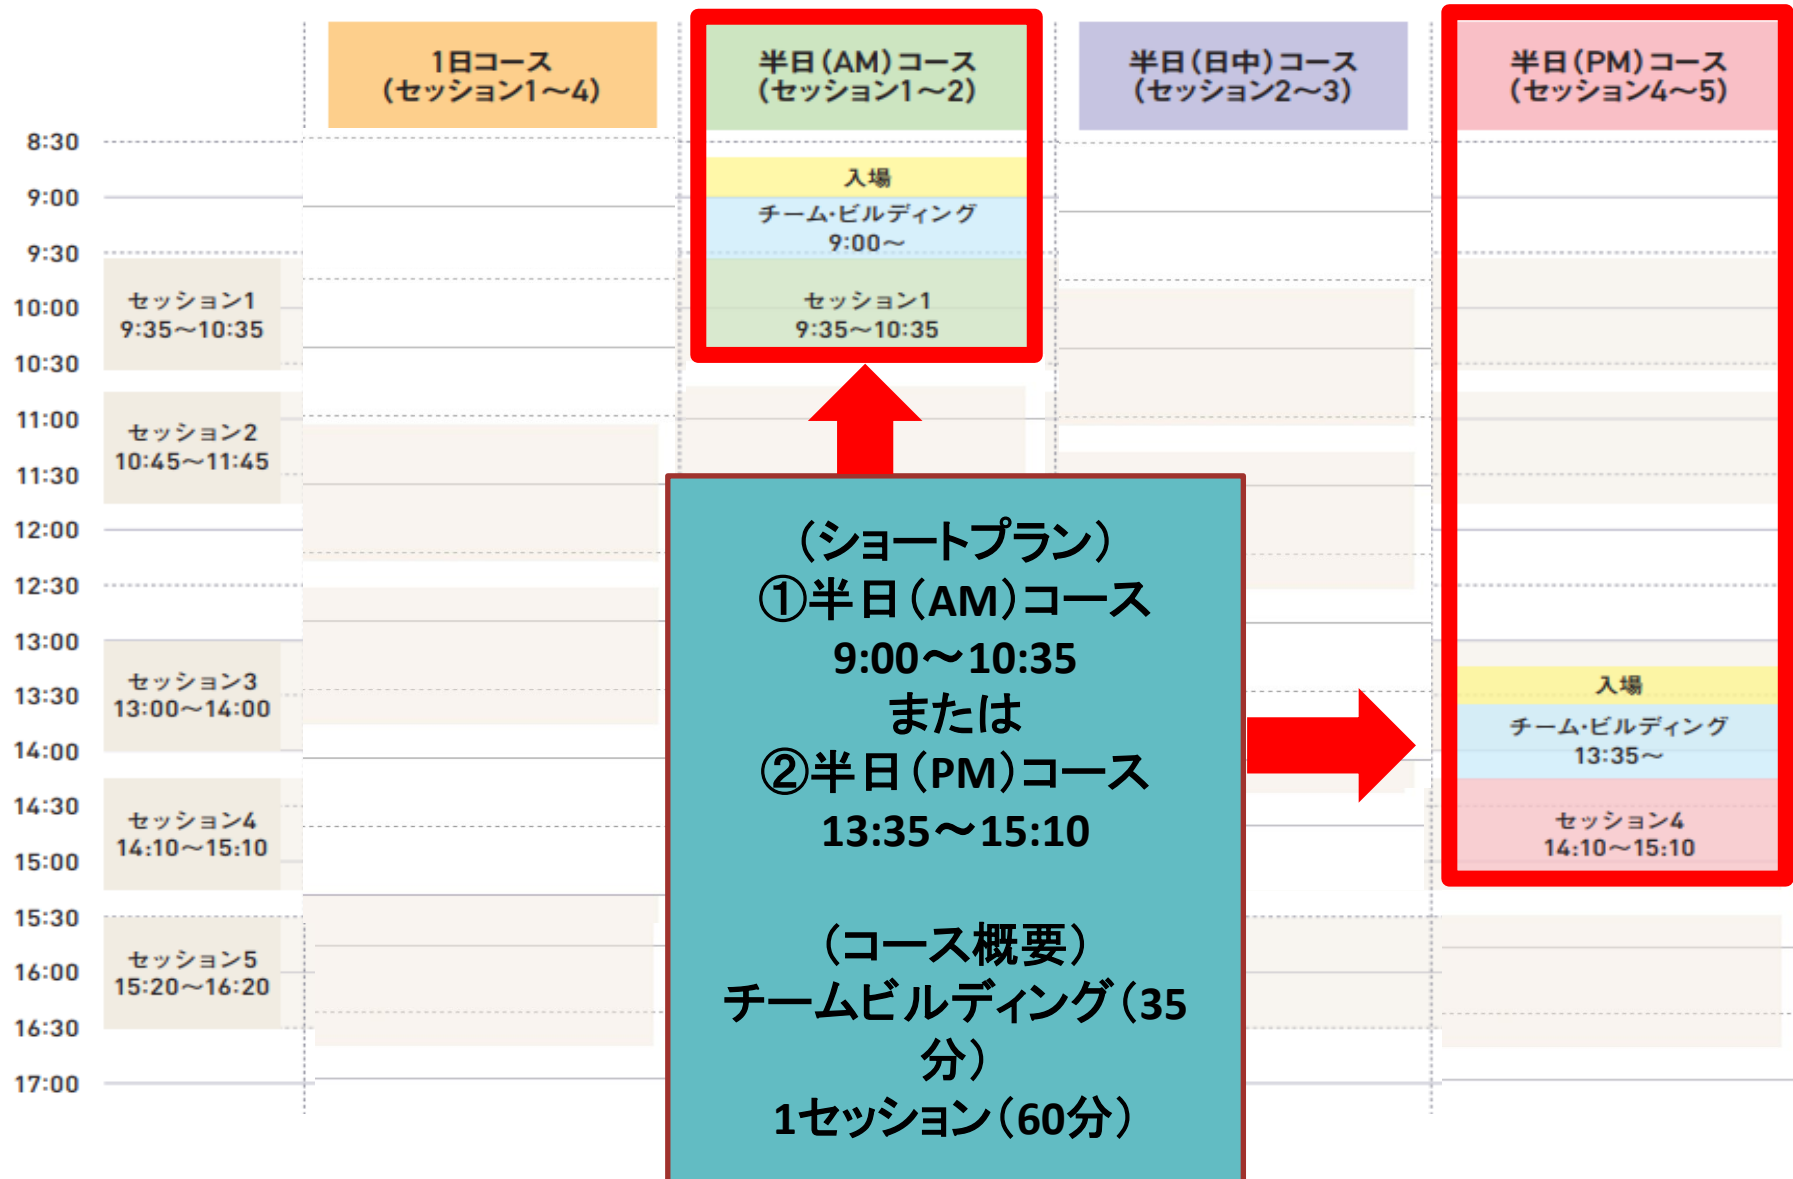 1日コース
(セッション1～4)
半日(AM)コース
(セッション1～2)
半日(日中)コース
(セッション2～3)
半日(PM)コース
(セッション4～5)
8:30
9:00
9:30
10:00
10:30
11:00
11:30
12:00
12:30
13:00
13:30
14:00
14:30
15:00
15:30
16:00
16:30
17:00
セッション1
9:35～10:35
セッション2
10:45～11:45
セッション3
13:00～14:00
セッション4
14:10～15:10
セッション5
15:20～16:20
入場
チーム・ビルディング
9:00～
セッション1
9:35～10:35
(ショートプラン)
①半日(AM)コース
9:00～10:35
または
②半日(PM)コース
13:35～15:10
(コース概要)
チームビルディング(35
分)
1セッション(60分)
入場
チーム・ビルディング
13:35～
セッション4
14:10～15:10